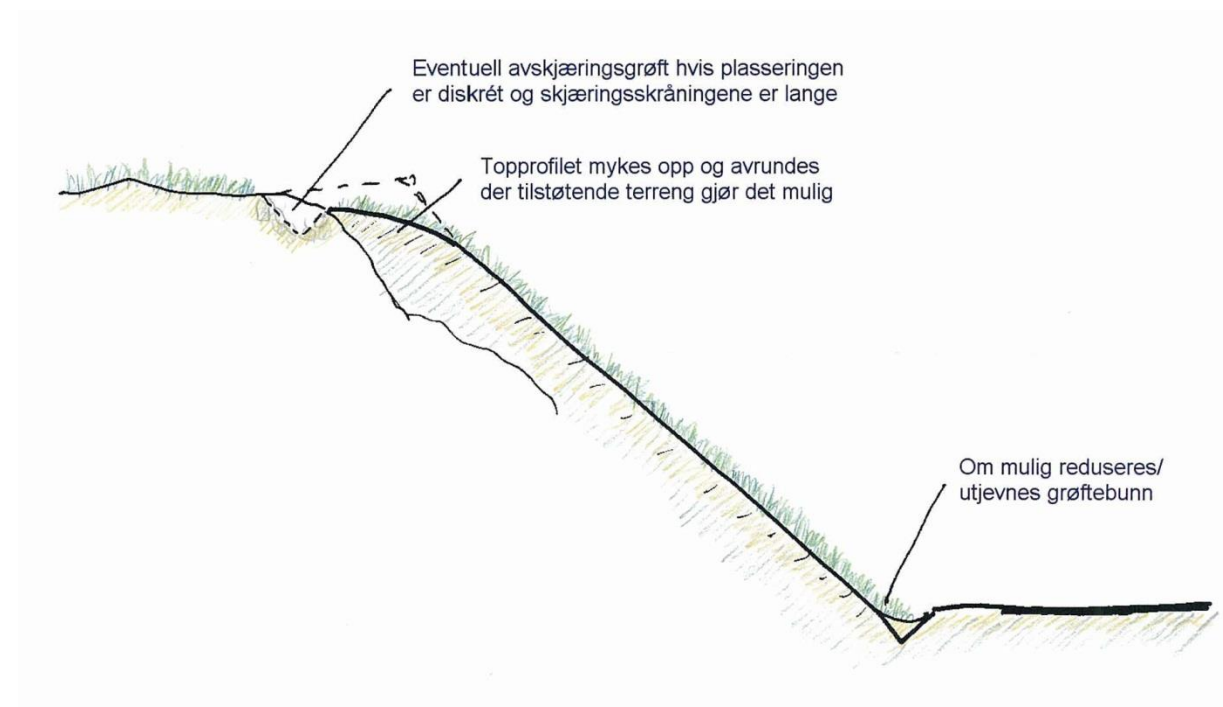 Eventuell avskjæringsgrøft hvis plasseringen
er diskrét og skjæringsskråningene er lange
Topprofilet mykes opp og avrundes
der tilstøtende terreng gjør det mulig
Om mulig reduseres/
utjevnes grøftebunn